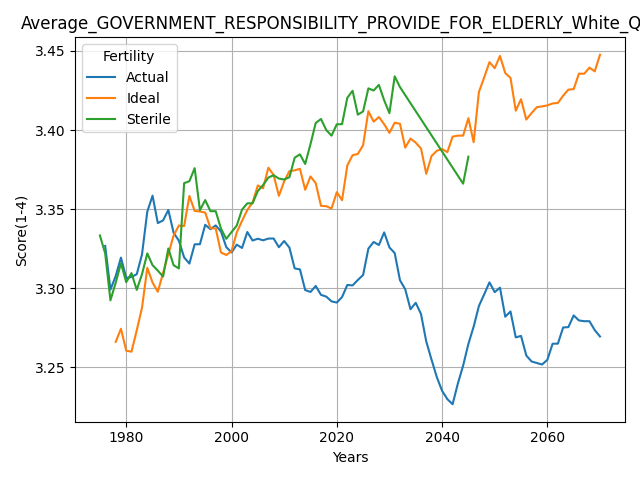 Average_GOVERNMENT_RESPONSIBILITY_PROVIDE_FOR_ELDERLY_White_Q
Fertility
Actual
Ideal
Sterile
3.45
3.40
3.35
3.30
3.25
Score(1-4)
1980 2000 2020 2040 2060
Years